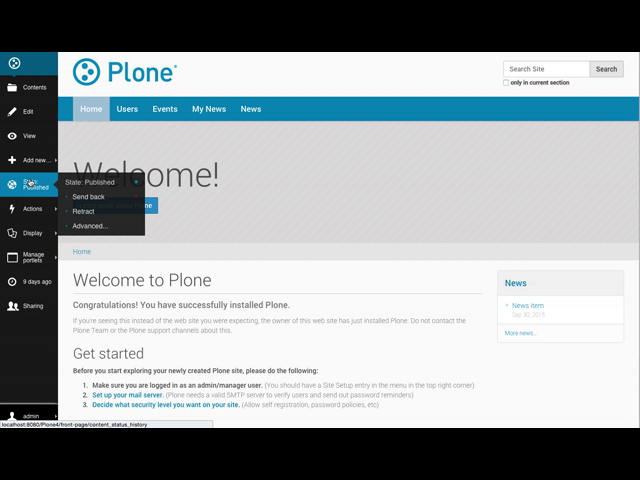 Plone®
Search Site
Search
only in current section
Home
Users
Events
My News
News
Contents
Edit
View
Add new...
State:
Published
Actions
Display
Manage
portlets
9 days ago
Sharing
admin
State: Published
Send back
Retract
Advanced...
Welcome!
Plone
Home
Welcome to Plone
Congratulations! You have successfully installed Plone.
If you're seeing this instead of the web site you were expecting, the owner of this web site has just installed Plone. Do not contact the
Plone Team or the Plone support channels about this.
Get started
Before you start exploring your newly created Plone site, please do the following:
1. Make sure you are logged in as an admin/manager user. (You should have a Site Setup entry in the menu in the top right corner)
2. Set up your mail server. (Plone needs a valid SMTP server to verify users and send out password reminders)
3. Decide what security level you want on your site. (Allow self registration, password policies, etc)
News
News item
Sep 30, 2015
More news...
localhost:8080/Plone4/front-page/content_status_history